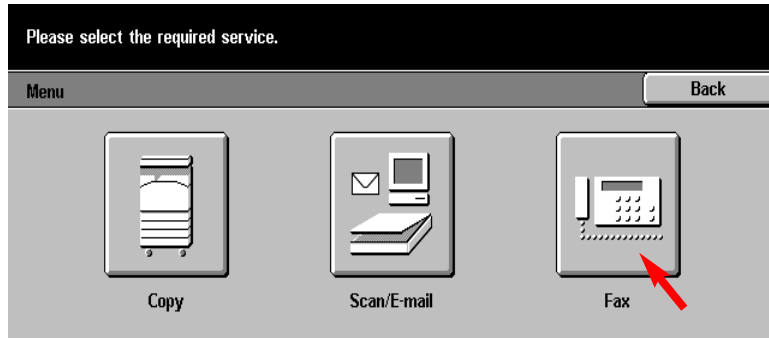 Please select the required service.
Menu
Back
Copy
Scan/E-mail
Fax